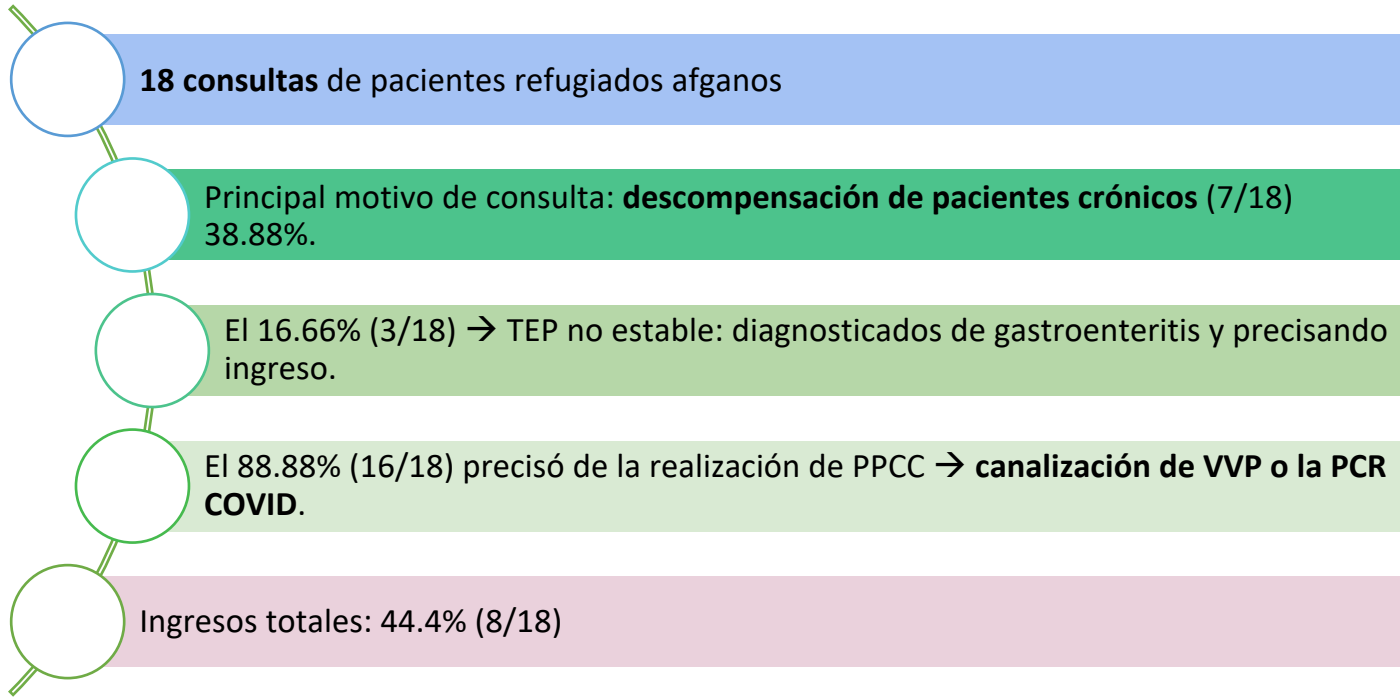 18 consultas de pacientes refugiados afganos
Principal motivo de consulta: descompensación de pacientes crónicos (7/18)
38.88%.
El 16.66% (3/18) → TEP no estable: diagnosticados de gastroenteritis y precisando
ingreso.
El 88.88% (16/18) precisó de la realización de PPCC → canalización de VVP o la PCR
COVID.
Ingresos totales: 44.4% (8/18)